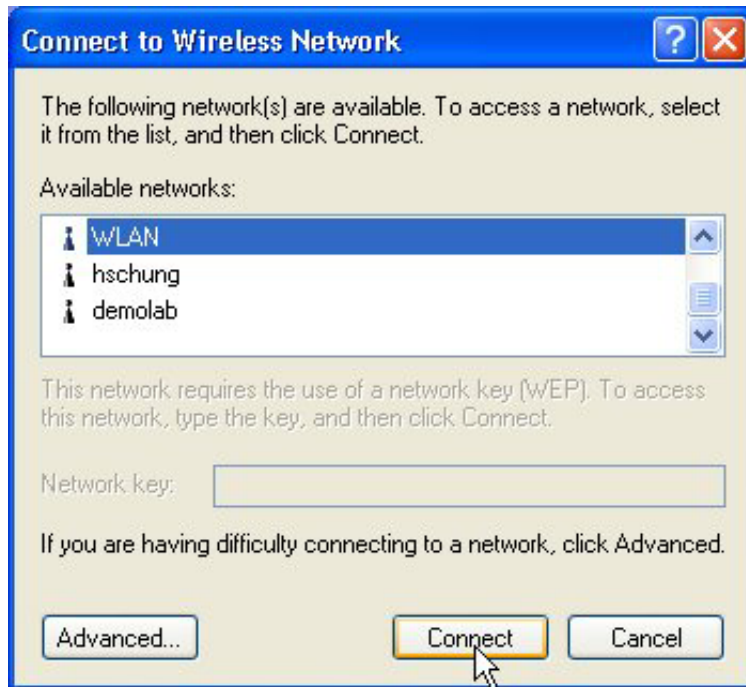 Connect to Wireless Network
?
The following network(s) are available. To access a network, select
it from the list, and then click Connect.
Available networks:
WLAN
hschung
demolab
This network requires the use of a network key (WEP). To access
this network, type the key, and then click Connect.
Network key:
If you are having difficulty connecting to a network, click Advanced.
Advanced... Connect Cancel